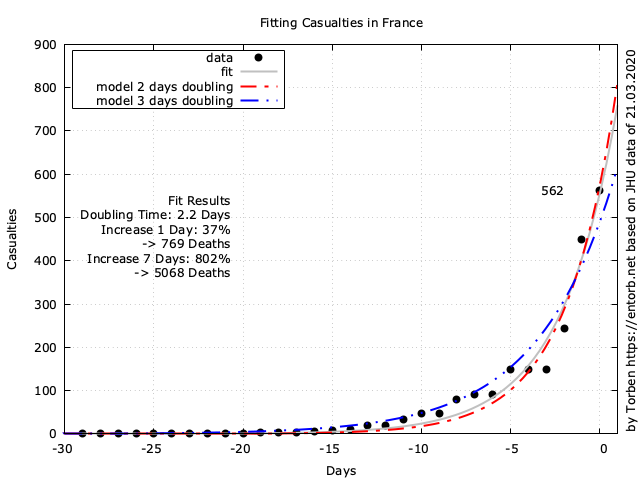 Fitting Casualties in France
900
800
700
600
500
400
300
200
100
0
-30
-25
-20
-15
-10
-5
0
Days
Casualties
data
fit
model 2 days doubling
model 3 days doubling
Fit Results
Doubling Time: 2.2 Days
Increase 1 Day: 37%
-> 769 Deaths
Increase 7 Days: 802%
-> 5068 Deaths
562
by Torben https://entorb.net based on JHU data of 21.03.2020